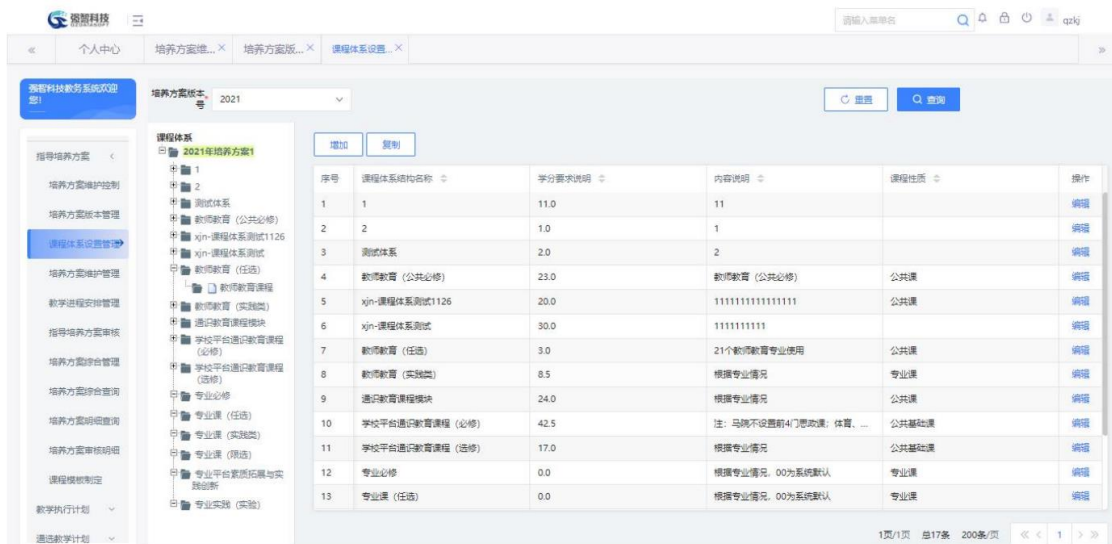 强智科技
QIANGZHISOFT
请输入菜单名
qzkj
个人中心
培养方案维...
培养方案版...
课程体系设置...
强智科技教务系统欢迎您!
培养方案版本号
*
2021
重置
查询
指导培养方案
培养方案维护控制
培养方案版本管理
课程体系设置管理
培养方案维护管理
教学进程安排管理
指导培养方案审核
培养方案综合管理
培养方案综合查询
培养方案明细查询
培养方案审核明细
课程模板制定
教学执行计划
通选教学计划
课程体系
2021年培养方案1
1
2
测试体系
教师教育（公共必修）
xjn-课程体系测试1126
xjn-课程体系测试
教师教育（任选）
教师教育课程
教师教育（实践类）
通识教育课程模块
学校平台通识教育课程
（必修）
学校平台通识教育课程
（选修）
专业必修
专业课（任选）
专业课（实践类）
专业课（限选）
专业平台素质拓展与实
践创新
专业实践（实验）
增加 复制
序号 课程体系结构名称 学分要求说明 内容说明 课程性质 操作
1 1 11.0 11 编辑
2 2 1.0 1 编辑
3 测试体系 2.0 2 编辑
4 教师教育（公共必修） 23.0 教师教育（公共必修） 公共课 编辑
5 xjn-课程体系测试1126 20.0 1111111111111111 公共课 编辑
6 xjn-课程体系测试 30.0 1111111111 编辑
7 教师教育（任选） 3.0 21个教师教育专业使用 公共课 编辑
8 教师教育（实践类） 8.5 根据专业情况 专业课 编辑
9 通识教育课程模块 24.0 根据专业情况 公共课 编辑
10 学校平台通识教育课程（必修） 42.5 注：马院不设置前4门思政课；体育、... 公共基础课 编辑
11 学校平台通识教育课程（选修） 17.0 根据专业情况 公共基础课 编辑
12 专业必修 0.0 根据专业情况，00为系统默认 专业课 编辑
13 专业课（任选） 0.0 根据专业情况，00为系统默认 专业课 编辑
1页/1页 总17条 200条/页 1